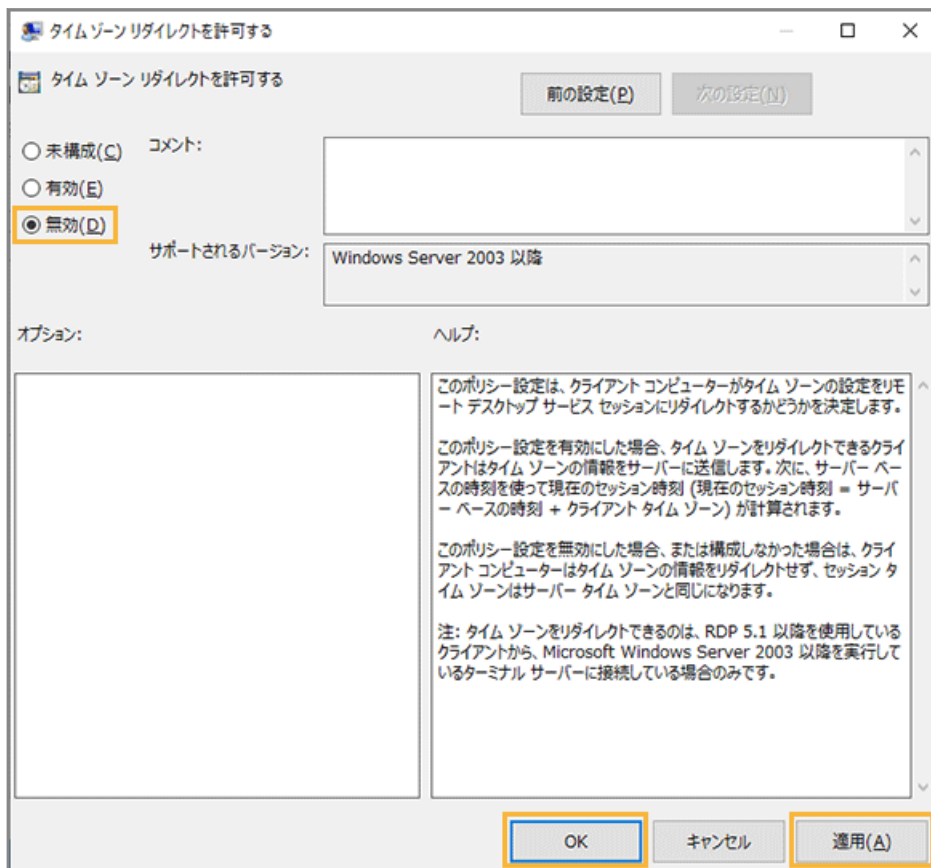 タイム ゾーン リダイレクトを許可する
タイム ゾーン リダイレクトを許可する
前の設定(P)
次の設定(N)
未構成(C)
コメント:
有効(E)
無効(D)
サポートされるバージョン:
Windows Server 2003 以降
オプション:
ヘルプ:
このポリシー設定は、クライアント コンピューターがタイム ゾーンの設定をリモ
ート デスクトップ サービス セッションにリダイレクトするかどうかを決定します。
このポリシー設定を有効にした場合、タイム ゾーンをリダイレクトできるクライ
アントはタイム ゾーンの情報をサーバーに送信します。次に、サーバー ベー
スの時刻を使って現在のセッション時刻 (現在のセッション時刻 = サーバ
ー ベースの時刻 + クライアント タイム ゾーン) が計算されます。
このポリシー設定を無効にした場合、または構成しなかった場合は、クライ
アント コンピューターはタイム ゾーンの情報をリダイレクトせず、セッション タ
イム ゾーンはサーバー タイム ゾーンと同じになります。
注: タイム ゾーンをリダイレクトできるのは、RDP 5.1 以降を使用している
クライアントから、Microsoft Windows Server 2003 以降を実行して
いるターミナル サーバーに接続している場合のみです。
OK
キャンセル
適用(A)